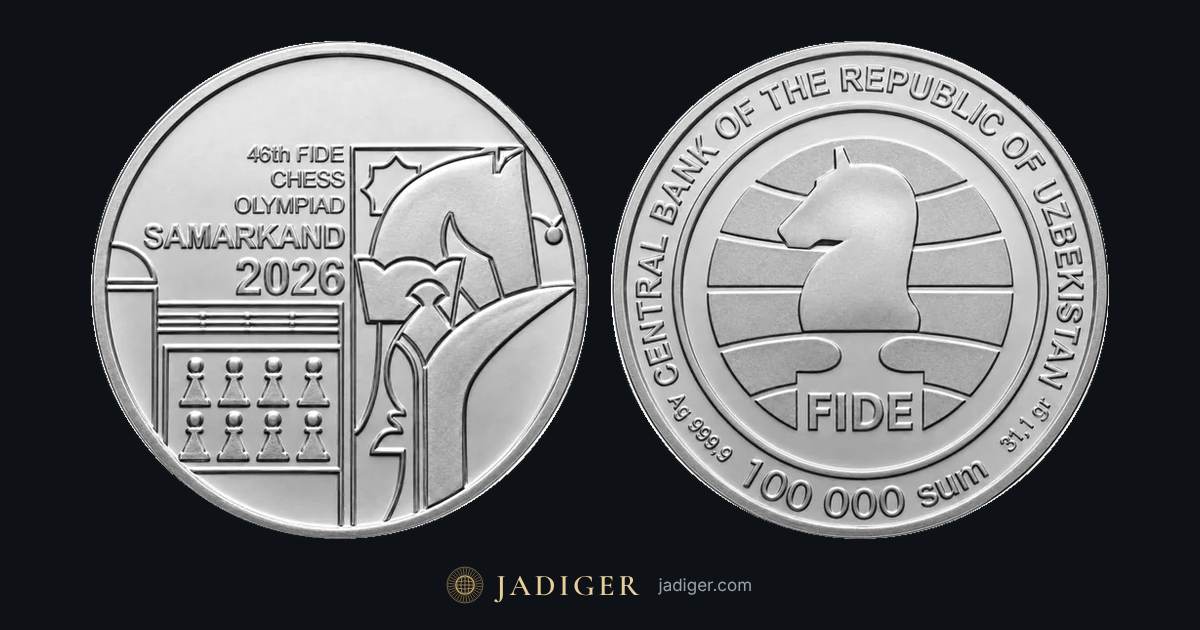 46th FIDE
CHESS
OLYMPIAD
SAMARKAND
2026
CENTRAL BANK OF THE REPUBLIC OF UZBEKISTAN
FIDE
Ag 999,9
100 000 sum
31,1 gr
JADIGER
jadiger.com